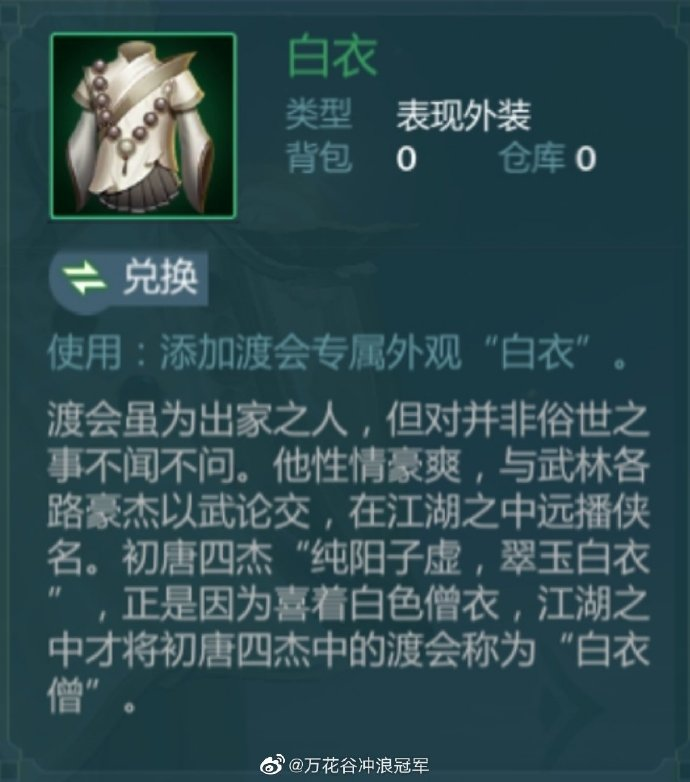 白衣
类型 表现外装
背包 0 仓库 0
兑换
使用：添加渡会专属外观“白衣”。
渡会虽为出家之人，但对并非俗世之
事不闻不问。他性情豪爽，与武林各
路豪杰以武论交，在江湖之中远播侠
名。初唐四杰“纯阳子虚，翠玉白衣
”，正是因为喜着白色僧衣，江湖之
中才将初唐四杰中的渡会称为“白衣
僧”。
@万花谷冲浪冠军